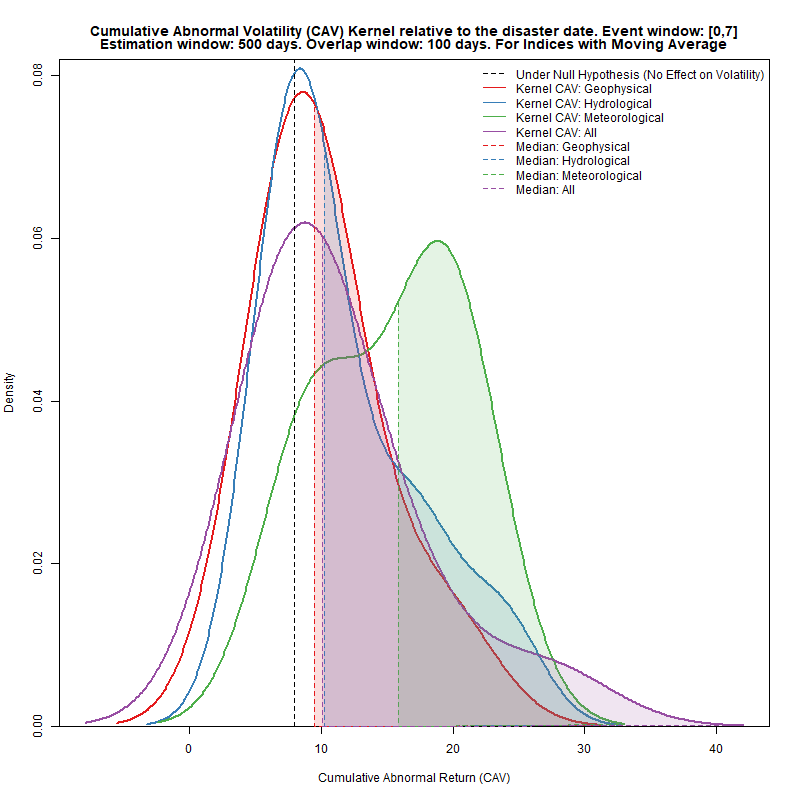 Cumulative Abnormal Volatility (CAV) Kernel relative to the disaster date. Event window: [0,7]
Estimation window: 500 days. Overlap window: 100 days. For Indices with Moving Average
Under Null Hypothesis (No Effect on Volatility)
Kernel CAV: Geophysical
Kernel CAV: Hydrological
Kernel CAV: Meteorological
Kernel CAV: All
Median: Geophysical
Median: Hydrological
Median: Meteorological
Median: All
0.08
0.06
0.04
0.02
0.00
Density
0 10 20 30 40
Cumulative Abnormal Return (CAV)